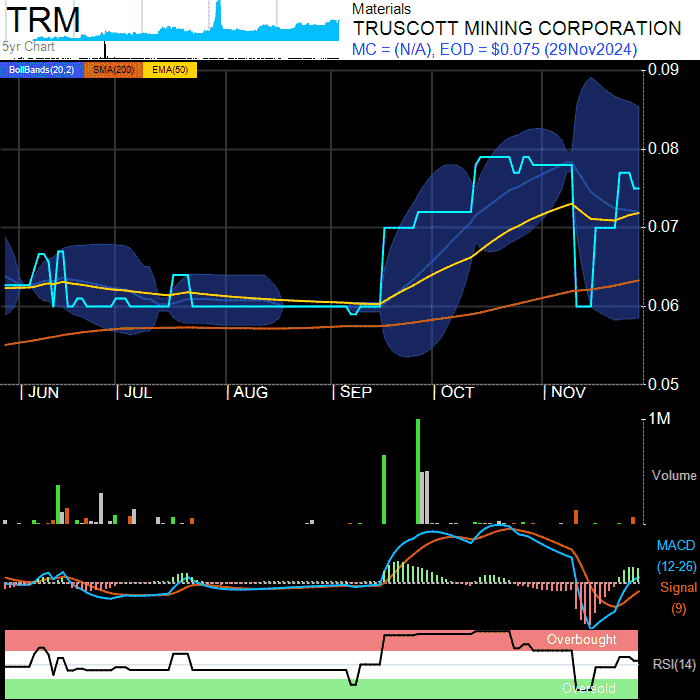 TRM
Materials
TRUSCOTT MINING CORPORATION
MC = (N/A), EOD = $0.075 (29Nov2024)
5yr Chart
BollBands(20,2) SMA(200) EMA(50)
0.09
0.08
0.07
0.06
0.05
JUN JUL AUG SEP OCT NOV
1M
Volume
MACD
(12-26)
Signal
(9)
Overbought
RSI(14)
Oversold